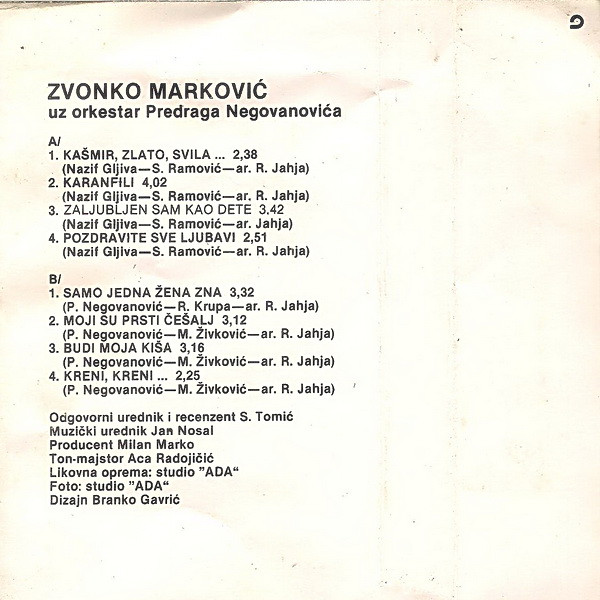 ZVONKO MARKOVIĆ
uz orkestar Predraga Negovanovića
A/
1. KAŠMIR, ZLATO, SVILA ... 2,38
(Nazif Gljiva—S. Ramović—ar. R. Jahja)
2. KARANFILI 4,02
(Nazif Gljiva—S. Ramović—ar. R. Jahja)
3. ZALJUBLJEN SAM KAO DETE 3,42
(Nazif Gljiva—S. Ramović—ar. Jahja)
4. POZDRAVITE SVE LJUBAVI 2,51
(Nazif Gljiva—S. Ramović—ar. R. Jahja)
B/
1. SAMO JEDNA ŽENA ZNA 3,32
(P. Negovanović—R. Krupa—ar. R. Jahja)
2. MOJI SU PRSTI ČEŠALJ 3,12
(P. Negovanović—M. Živković—ar. R. Jahja)
3. BUDI MOJA KIŠA 3,16
(P. Negovanović—M. Živković—ar. R. Jahja)
4. KRENI, KRENI ... 2,25
(P. Negovanović—M. Živković—ar. R. Jahja)
Odgovorni urednik i recenzent S. Tomić
Muzički urednik Jan Nosal
Producent Milan Marko
Ton-majstor Aca Radojičić
Likovna oprema: studio ”ADA“
Foto: studio ”ADA“
Dizajn Branko Gavrić